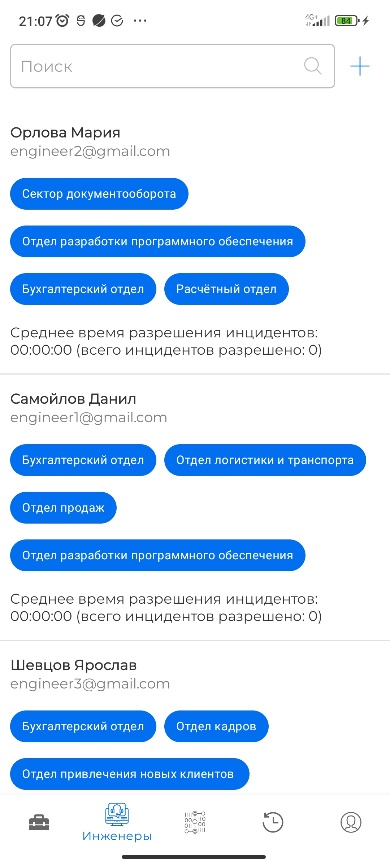 21:07
4G+
84
Поиск
Орлова Мария
engineer2@gmail.com
Сектор документооборота
Отдел разработки программного обеспечения
Бухгалтерский отдел Расчётный отдел
Среднее время разрешения инцидентов:
00:00:00 (всего инцидентов разрешено: 0)
Самойлов Данил
engineer1@gmail.com
Бухгалтерский отдел Отдел логистики и транспорта
Отдел продаж
Отдел разработки программного обеспечения
Среднее время разрешения инцидентов:
00:00:00 (всего инцидентов разрешено: 0)
Шевцов Ярослав
engineer3@gmail.com
Бухгалтерский отдел Отдел кадров
Отдел привлечения новых клиентов
Инженеры